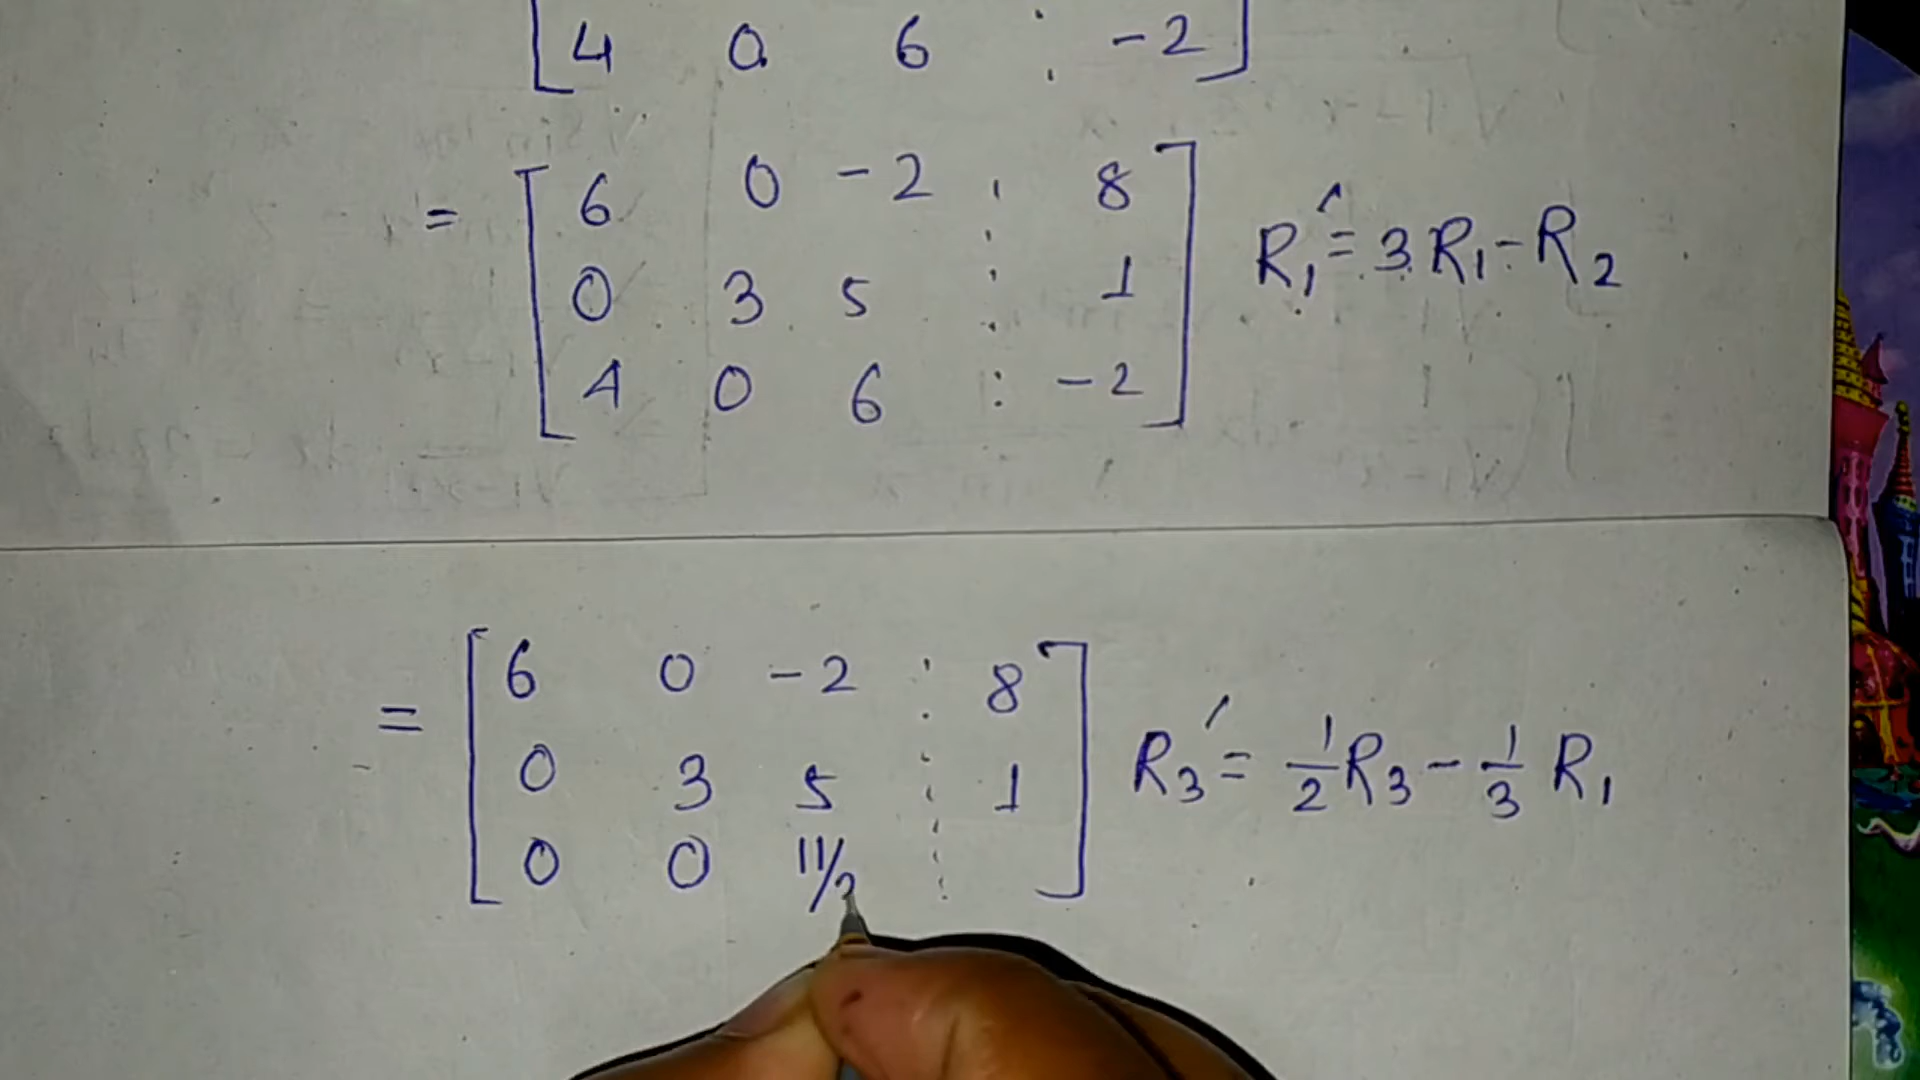 [ 4 0 6 : -2 ]
= [ 6 0 -2 : 8
0 3 5 : 1
4 0 6 : -2 ] R₁′ = 3R₁ - R₂
= [ 6 0 -2 : 8
0 3 5 : 1
0 0 11/2 : ] R₃′ = 1/2 R₃ - 1/3 R₁